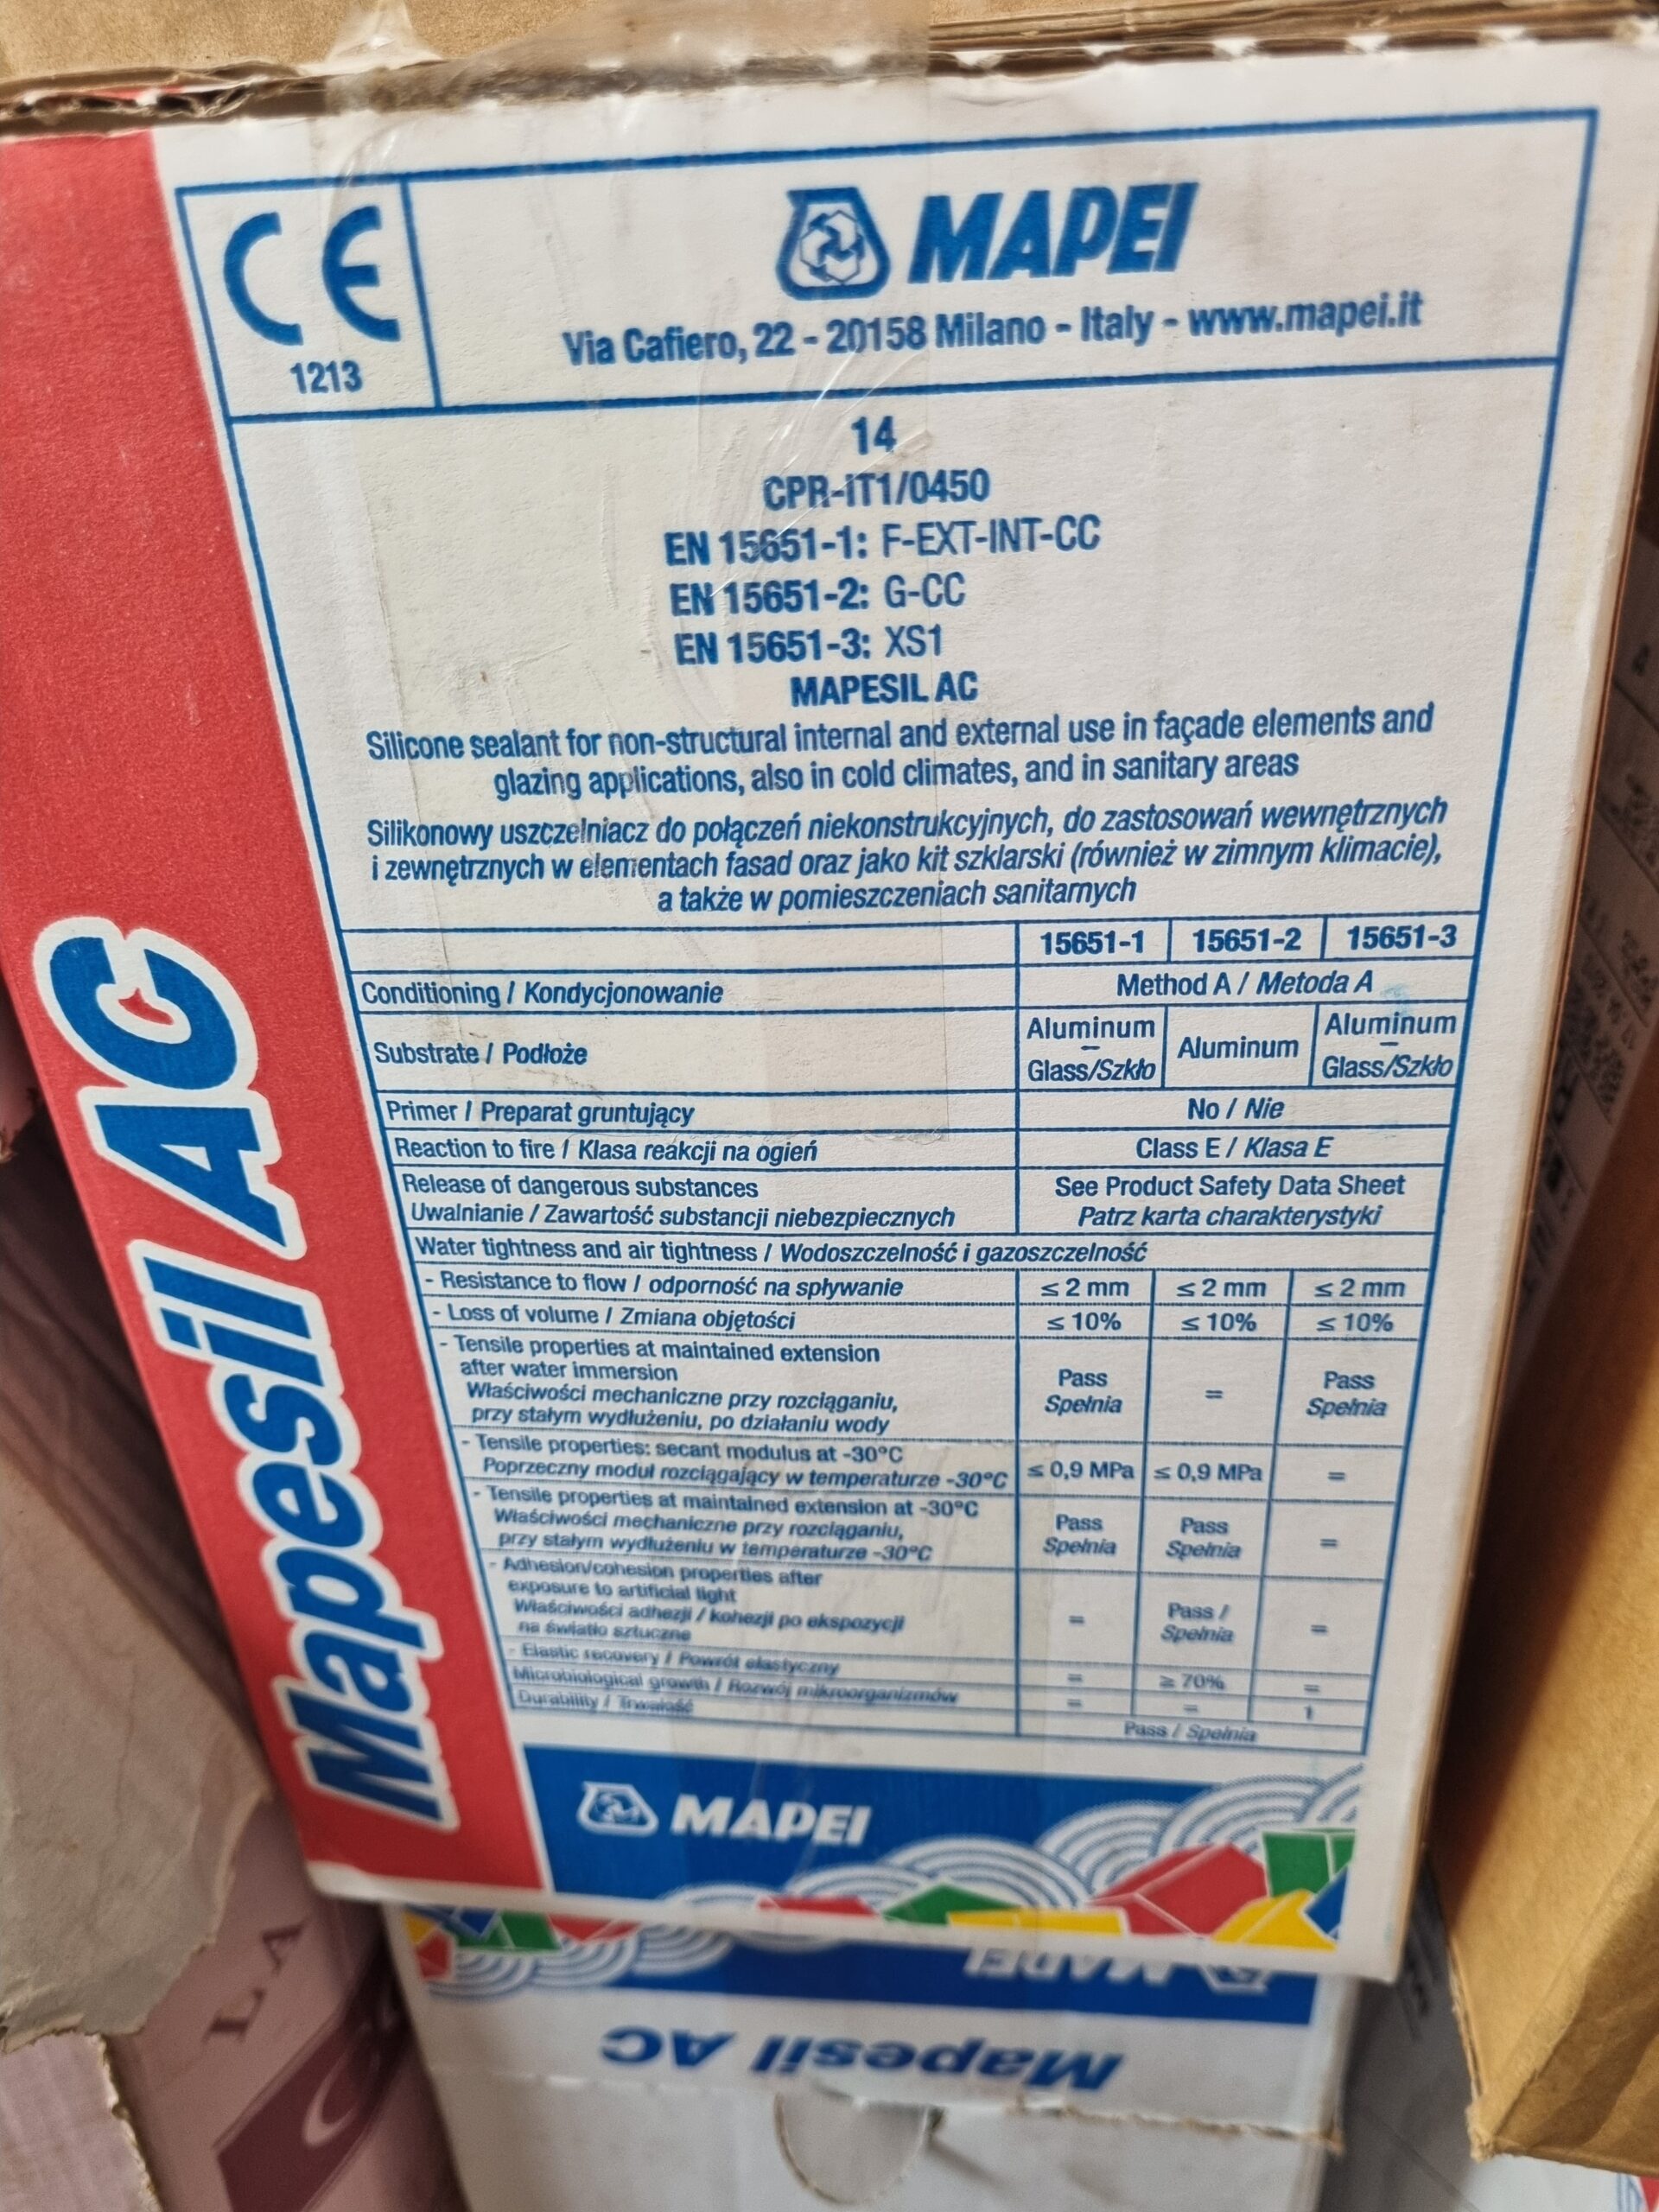 CE
1213
MAPEI
Via Cafiero, 22 - 20158 Milano - Italy - www.mapei.it
14
CPR-IT1/0450
EN 15651-1: F-EXT-INT-CC
EN 15651-2: G-CC
EN 15651-3: XS1
MAPESIL AC
Silicone sealant for non-structural internal and external use in façade elements and
glazing applications, also in cold climates, and in sanitary areas
Silikonowy uszczelniacz do połączeń niekonstrukcyjnych, do zastosowań wewnętrznych
i zewnętrznych w elementach fasad oraz jako kit szklarski (również w zimnym klimacie),
a także w pomieszczeniach sanitarnych
15651-1 15651-2 15651-3
Conditioning / Kondycjonowanie Method A / Metoda A
Substrate / Podłoże Aluminum – Glass/Szkło Aluminum Aluminum – Glass/Szkło
Primer / Preparat gruntujący No / Nie
Reaction to fire / Klasa reakcji na ogień Class E / Klasa E
Release of dangerous substances See Product Safety Data Sheet
Uwalnianie / Zawartość substancji niebezpiecznych Patrz karta charakterystyki
Water tightness and air tightness / Wodoszczelność i gazoszczelność
- Resistance to flow / odporność na spływanie ≤ 2 mm ≤ 2 mm ≤ 2 mm
- Loss of volume / Zmiana objętości ≤ 10% ≤ 10% ≤ 10%
- Tensile properties at maintained extension
after water immersion Pass = Pass
Właściwości mechaniczne przy rozciąganiu, Spełnia Spełnia
przy stałym wydłużeniu, po działaniu wody
- Tensile properties: secant modulus at -30°C
Poprzeczny moduł rozciągający w temperaturze -30°C ≤ 0,9 MPa ≤ 0,9 MPa =
- Tensile properties at maintained extension at -30°C
Właściwości mechaniczne przy rozciąganiu, Pass Pass =
przy stałym wydłużeniu w temperaturze -30°C Spełnia Spełnia
- Adhesion/cohesion properties after
exposure to artificial light
Właściwości adhezji / kohezji po ekspozycji = Pass / =
na światło sztuczne Spełnia
- Elastic recovery / Powrót elastyczny = ≥ 70% =
Microbiological growth / Rozwój mikroorganizmów = = 1
Durability / Trwałość Pass / Spełnia
Mapesil AC
MAPEI
MAPEI
Mapesil AC
LA